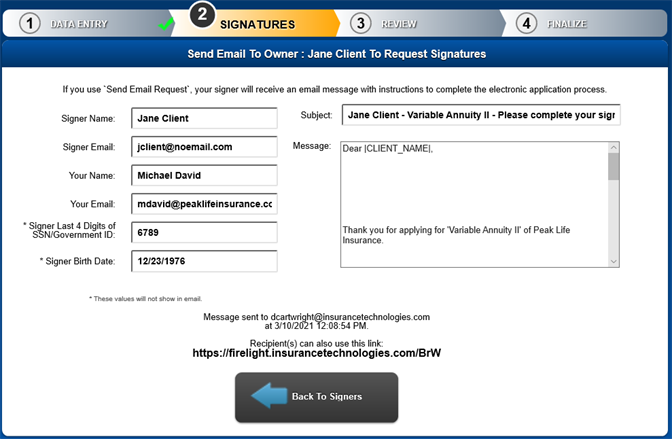 1 DATA ENTRY
2 SIGNATURES
3 REVIEW
4 FINALIZE
Send Email To Owner : Jane Client To Request Signatures
If you use `Send Email Request`, your signer will receive an email message with instructions to complete the electronic application process.
Signer Name: Jane Client
Signer Email: jclient@noemail.com
Your Name: Michael David
Your Email: mdavid@peaklifeinsurance.cc
* Signer Last 4 Digits of
SSN/Government ID: 6789
* Signer Birth Date: 12/23/1976
Subject: Jane Client - Variable Annuity II - Please complete your sigr
Message: Dear |CLIENT_NAME|,
Thank you for applying for 'Variable Annuity II' of Peak Life
Insurance.
* These values will not show in email.
Message sent to dcartwright@insurancetechnologies.com
at 3/10/2021 12:08:54 PM.
Recipient(s) can also use this link:
https://firelight.insurancetechnologies.com/BrW
Back To Signers